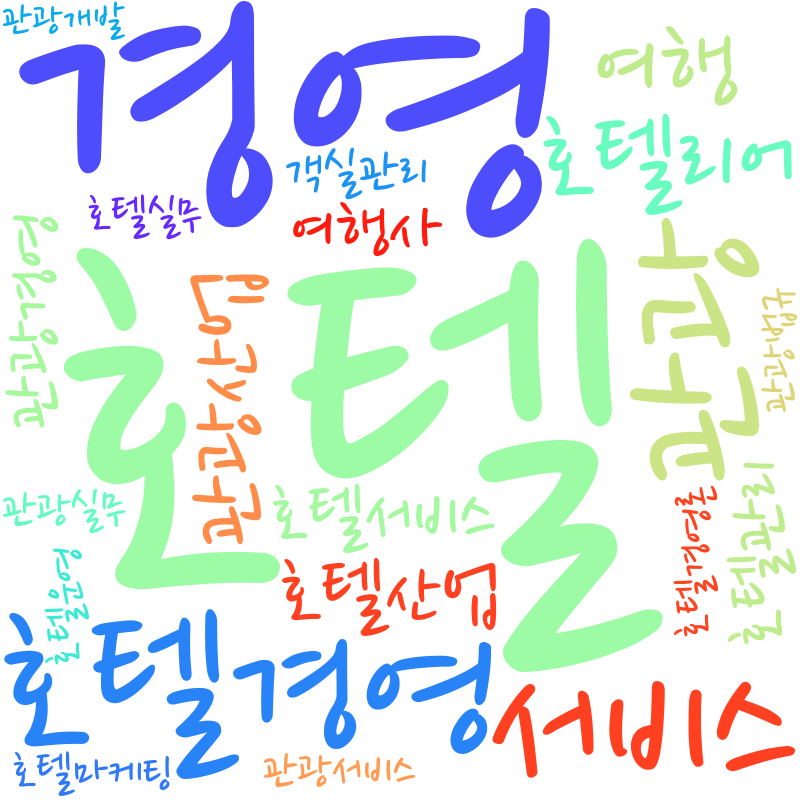 관광개발
경영
여행
호텔리어
객실관리
호텔실무
여행사
관광경영
호텔
관광사업
관광
관광법규
관광실무
호텔서비스
호텔경영론
호텔관리
호텔산업
호텔운영
호텔경영
서비스
호텔마케팅
관광서비스